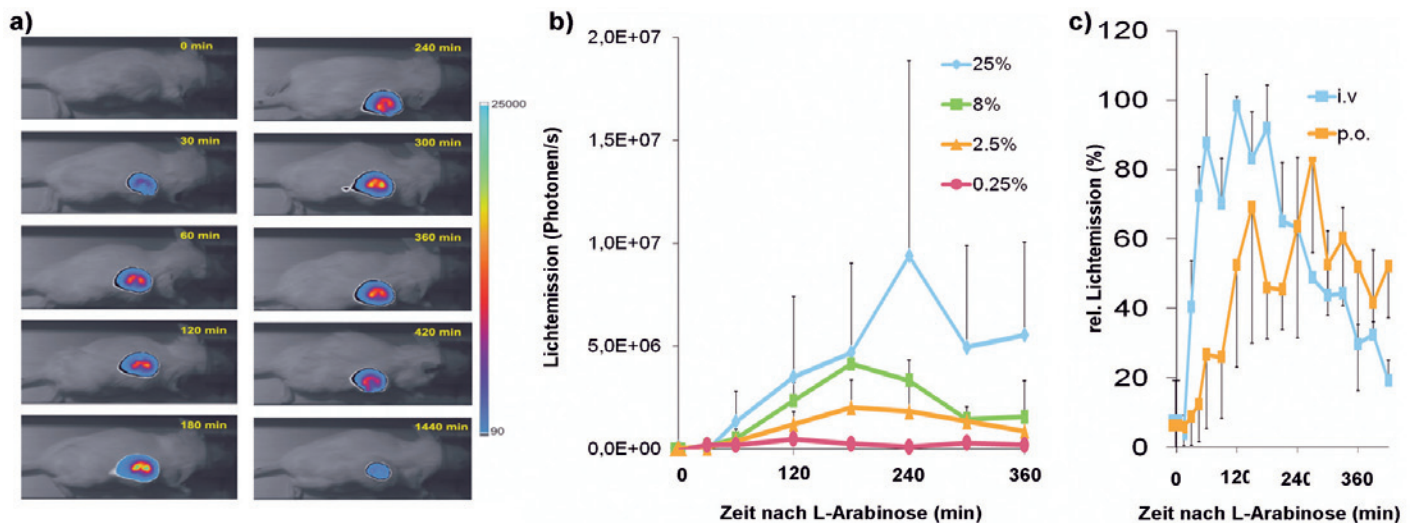 a)
0 min
240 min
30 min
300 min
60 min
360 min
120 min
420 min
180 min
1440 min
25000
90
b)
2,0E+07
1,5E+07
1,0E+07
5,0E+06
0,0E+00
Lichtemission (Photonen/s)
25%
8%
2.5%
0.25%
0 120 240 360
Zeit nach L-Arabinose (min)
c)
120
100
80
60
40
20
0
rel. Lichtemission (%)
i.v
p.o.
0 120 240 360
Zeit nach L-Arabinose (min)